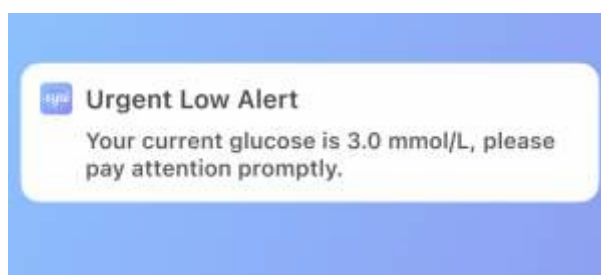 Urgent Low Alert
Your current glucose is 3.0 mmol/L, please
pay attention promptly.